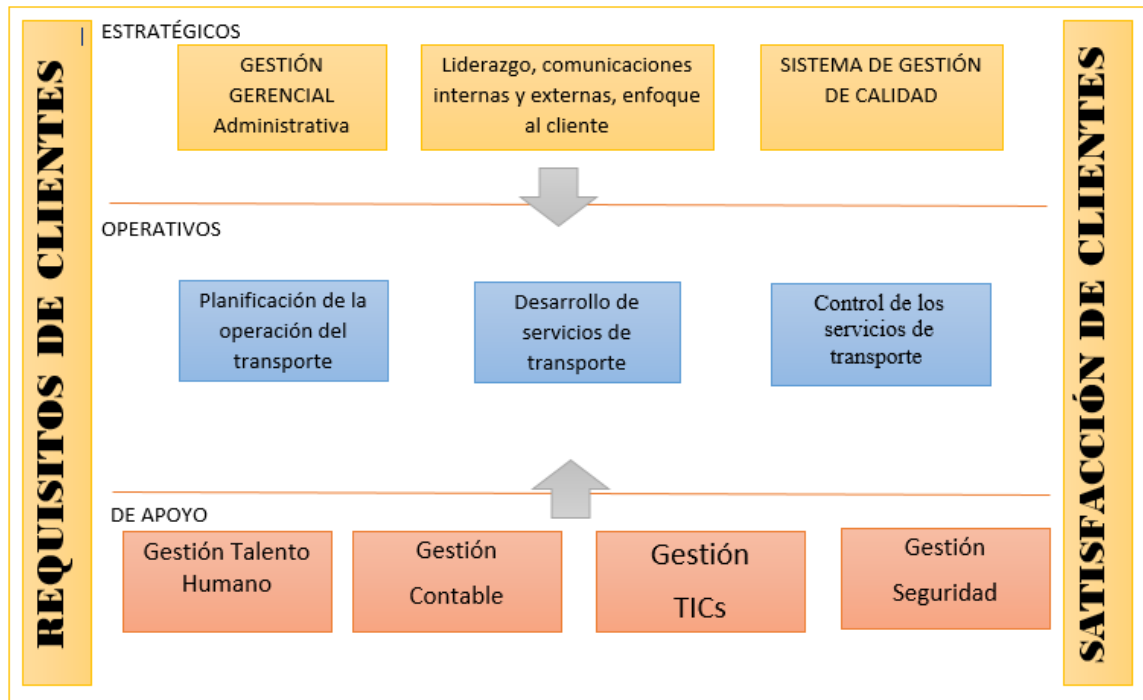 REQUISITOS DE CLIENTES
ESTRATÉGICOS
GESTIÓN
GERENCIAL
Administrativa
Liderazgo, comunicaciones
internas y externas, enfoque
al cliente
SISTEMA DE GESTIÓN
DE CALIDAD
OPERATIVOS
Planificación de la
operación del
transporte
Desarrollo de
servicios de
transporte
Control de los
servicios de
transporte
DE APOYO
Gestión Talento
Humano
Gestión
Contable
Gestión
TICs
Gestión
Seguridad
SATISFACCIÓN DE CLIENTES